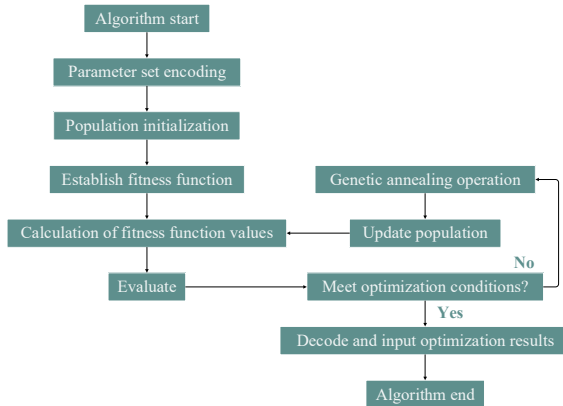 Algorithm start
Parameter set encoding
Population initialization
Establish fitness function
Genetic annealing operation
Calculation of fitness function values
Update population
No
Evaluate
Meet optimization conditions?
Yes
Decode and input optimization results
Algorithm end